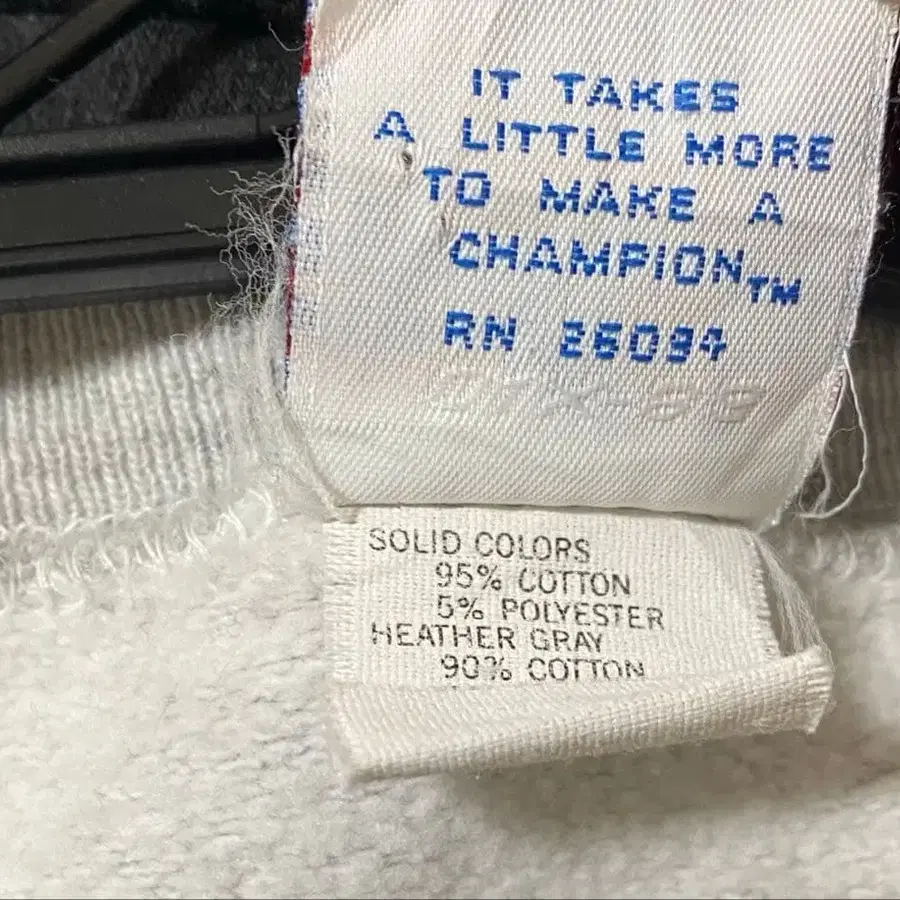 IT TAKES
A LITTLE MORE
TO MAKE A
CHAMPION™
RN 26094
SOLID COLORS
95% COTTON
5% POLYESTER
HEATHER GRAY
90% COTTON